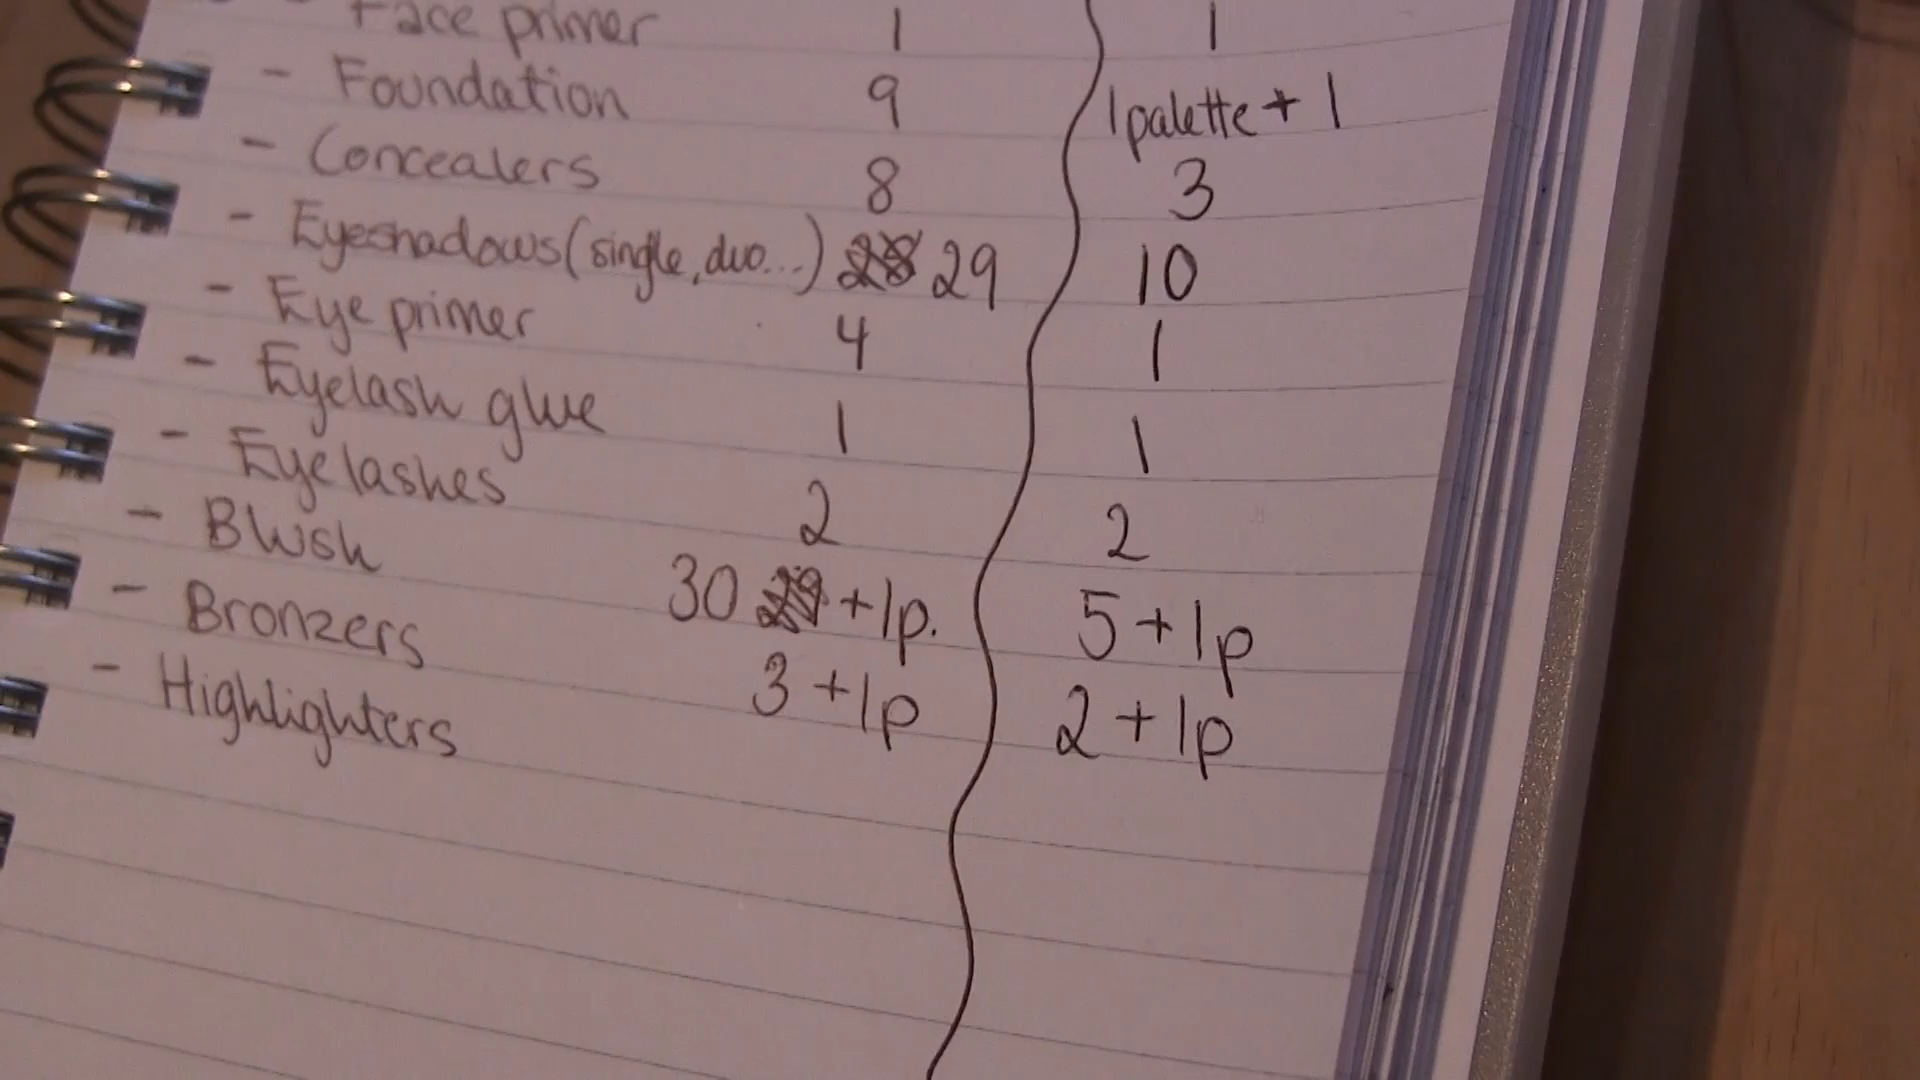 - Face primer 1 1
- Foundation 9 1 palette + 1
- Concealers 8 3
- Eyeshadows (single, duo...) 28 29 10
- Eye primer 4 1
- Eyelash glue 1 1
- Eyelashes 2 2
- Blush 30 29 + 1p. 5 + 1p
- Bronzers 3 + 1p 2 + 1p
- Highlighters